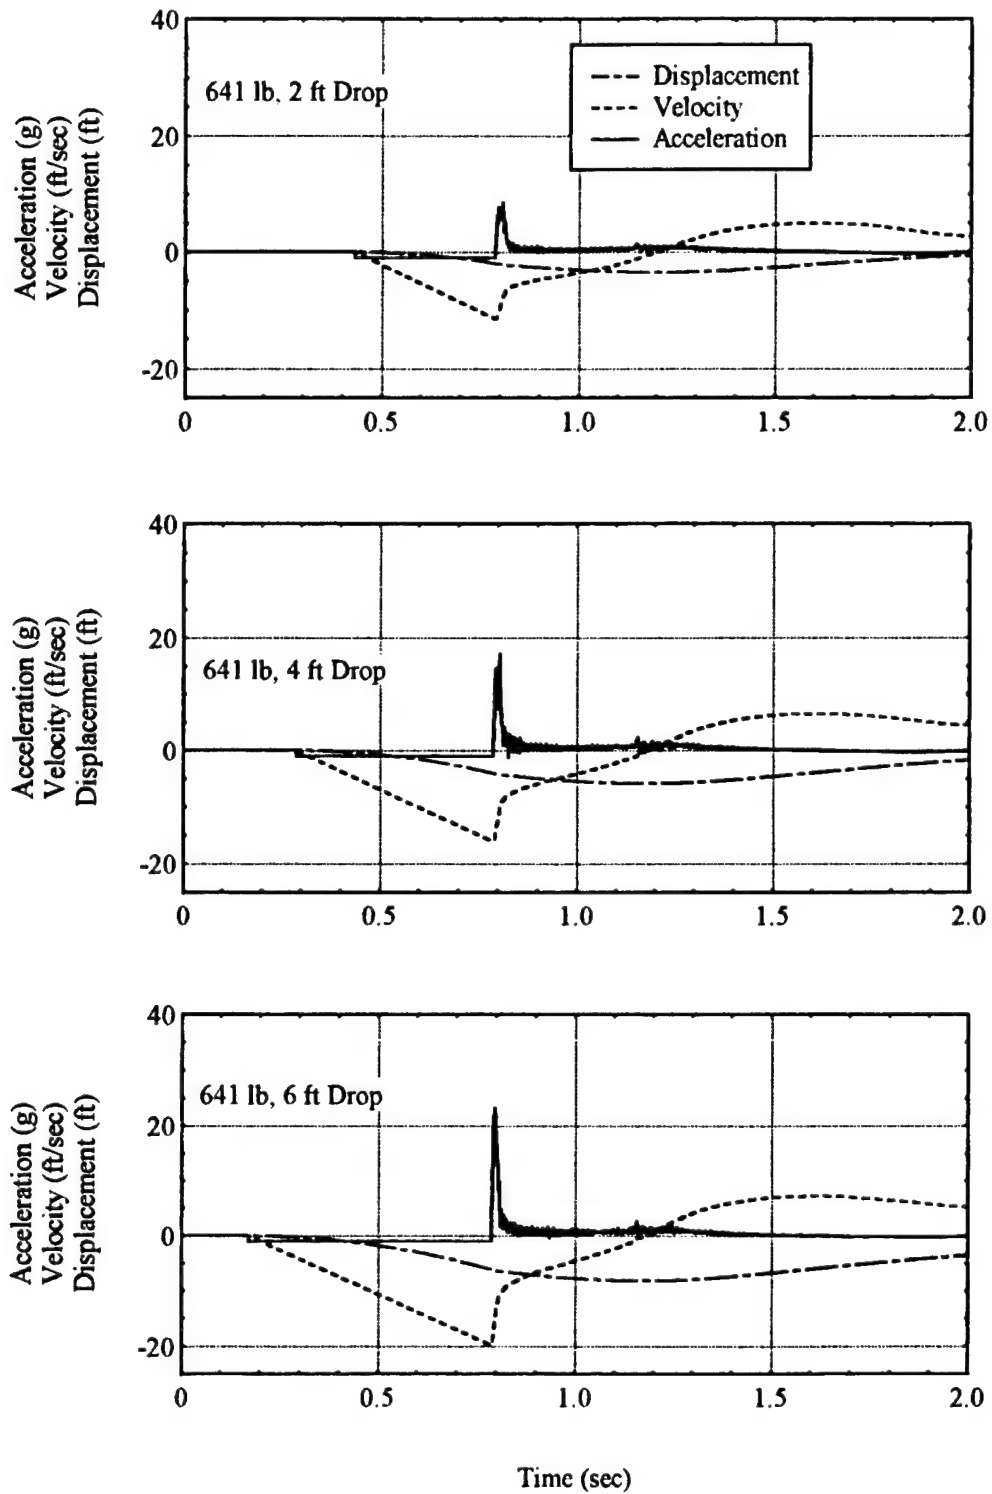 40
20
0
-20
Acceleration (g)
Velocity (ft/sec)
Displacement (ft)
641 lb, 2 ft Drop
Displacement
Velocity
Acceleration
0 0.5 1.0 1.5 2.0
40
20
0
-20
Acceleration (g)
Velocity (ft/sec)
Displacement (ft)
641 lb, 4 ft Drop
0 0.5 1.0 1.5 2.0
40
20
0
-20
Acceleration (g)
Velocity (ft/sec)
Displacement (ft)
641 lb, 6 ft Drop
0 0.5 1.0 1.5 2.0
Time (sec)